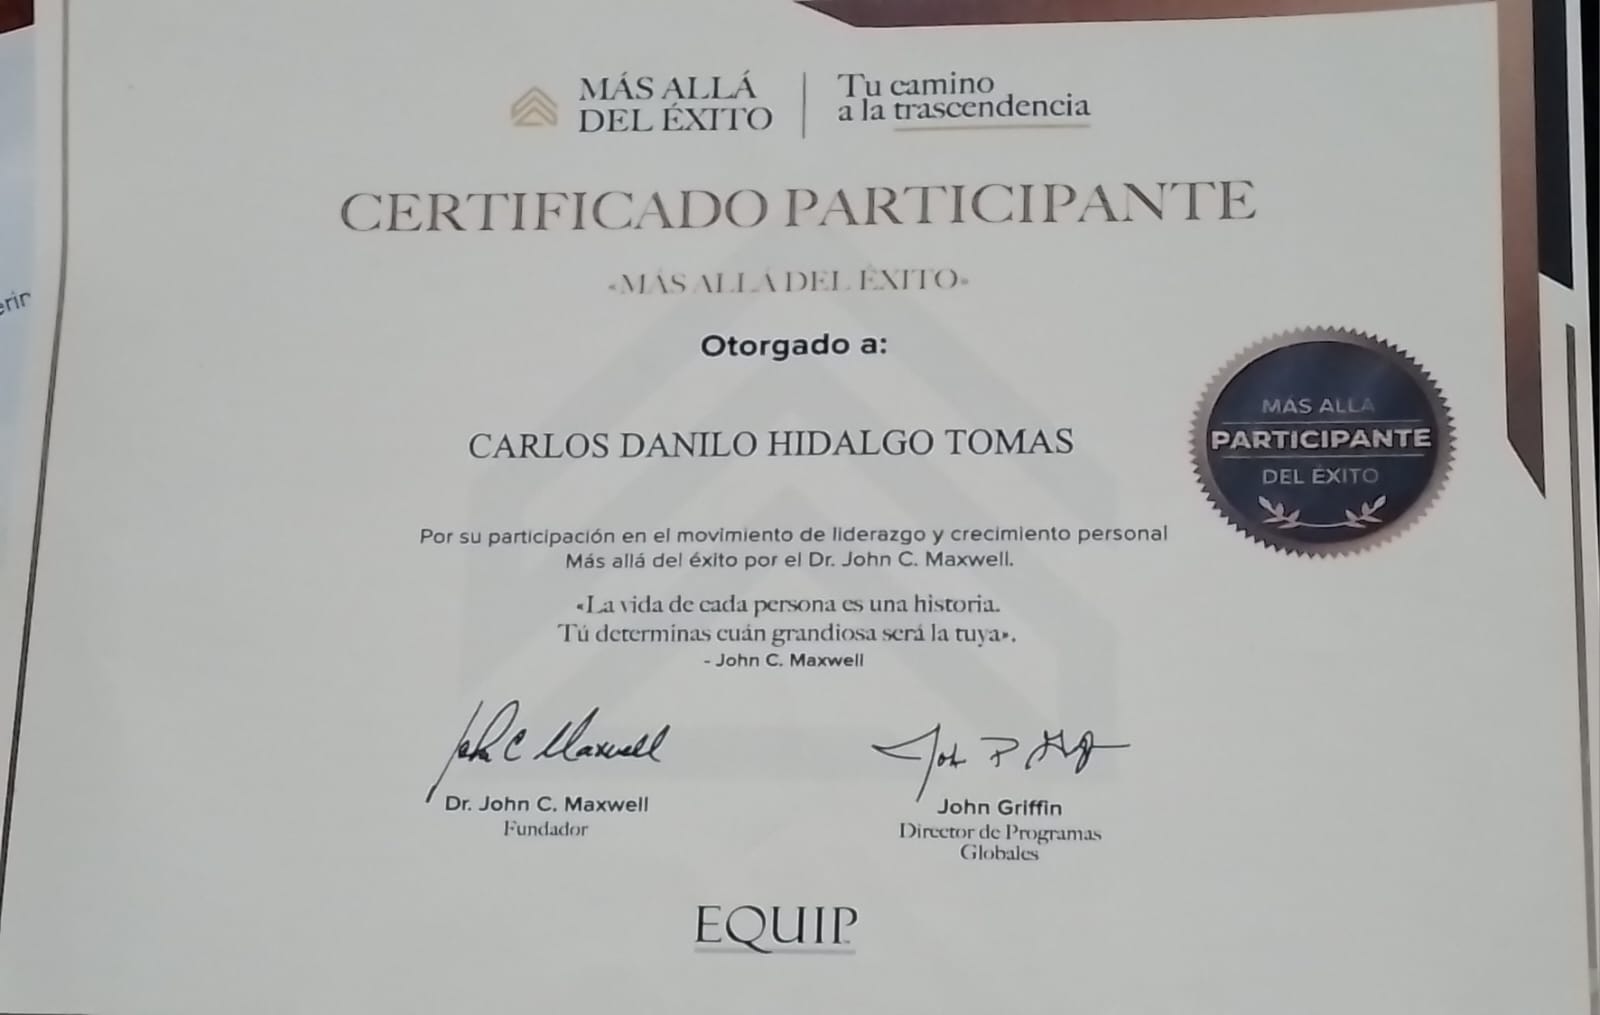 MÁS ALLÁ
DEL ÉXITO
Tu camino
a la trascendencia
CERTIFICADO PARTICIPANTE
«MÁS ALLÁ DEL ÉXITO»
Otorgado a:
CARLOS DANILO HIDALGO TOMAS
MÁS ALLÁ
PARTICIPANTE
DEL ÉXITO
Por su participación en el movimiento de liderazgo y crecimiento personal
Más allá del éxito por el Dr. John C. Maxwell.
«La vida de cada persona es una historia.
Tú determinas cuán grandiosa será la tuya».
- John C. Maxwell
John C Maxwell
Dr. John C. Maxwell
Fundador
John Griffin
Director de Programas
Globales
EQUIP